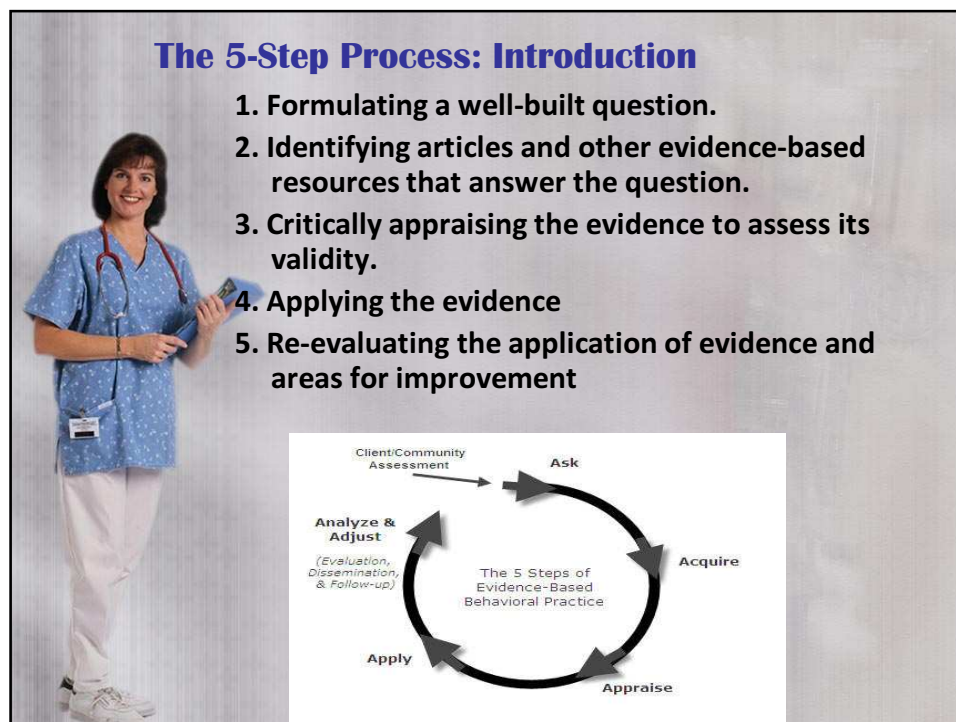 The 5-Step Process: Introduction
1. Formulating a well-built question.
2. Identifying articles and other evidence-based
resources that answer the question.
3. Critically appraising the evidence to assess its
validity.
4. Applying the evidence
5. Re-evaluating the application of evidence and
areas for improvement
Client/Community
Assessment
Ask
Acquire
Appraise
Apply
Analyze &
Adjust
(Evaluation,
Dissemination,
& Follow-up)
The 5 Steps of
Evidence-Based
Behavioral Practice